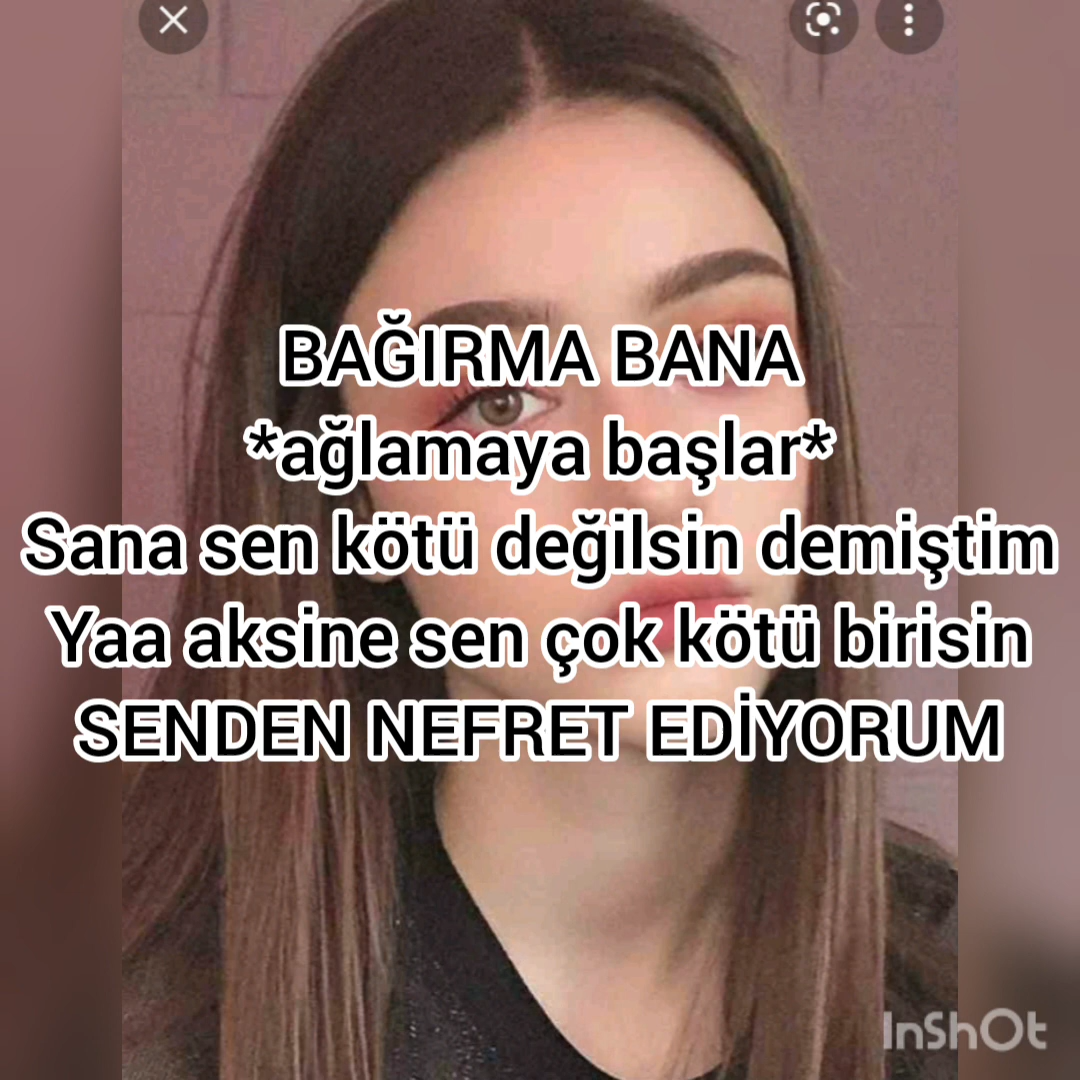 BAĞIRMA BANA
*ağlamaya başlar*
Sana sen kötü değilsin demiştim
Yaa aksine sen çok kötü birisin
SENDEN NEFRET EDİYORUM
InShOt